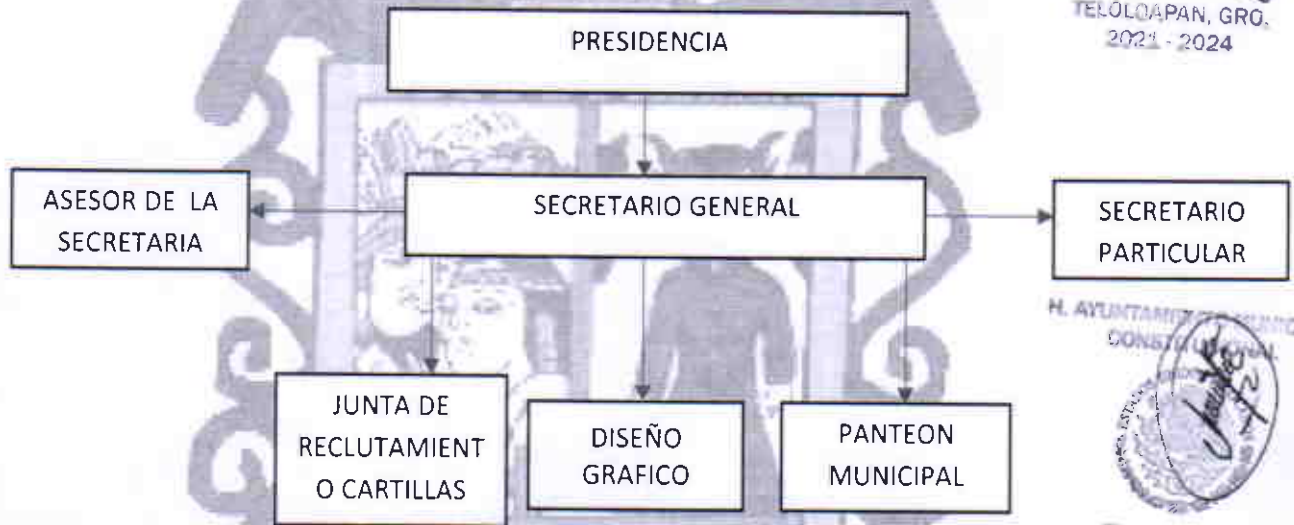 TELOLOAPAN, GRO.
2021 - 2024
PRESIDENCIA
ASESOR DE LA
SECRETARIA
SECRETARIO GENERAL
SECRETARIO
PARTICULAR
H. AYUNTAMIENTO
CONSTITUCIONAL
JUNTA DE
RECLUTAMIENT
O CARTILLAS
DISEÑO
GRAFICO
PANTEON
MUNICIPAL